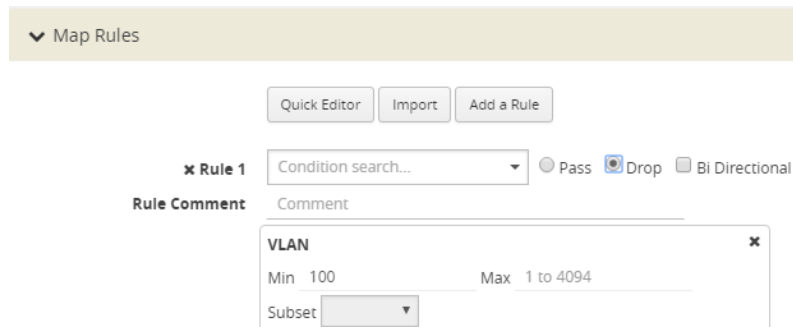 Map Rules
Quick Editor Import Add a Rule
× Rule 1 Condition search... Pass Drop Bi Directional
Rule Comment Comment
VLAN ×
Min 100 Max 1 to 4094
Subset